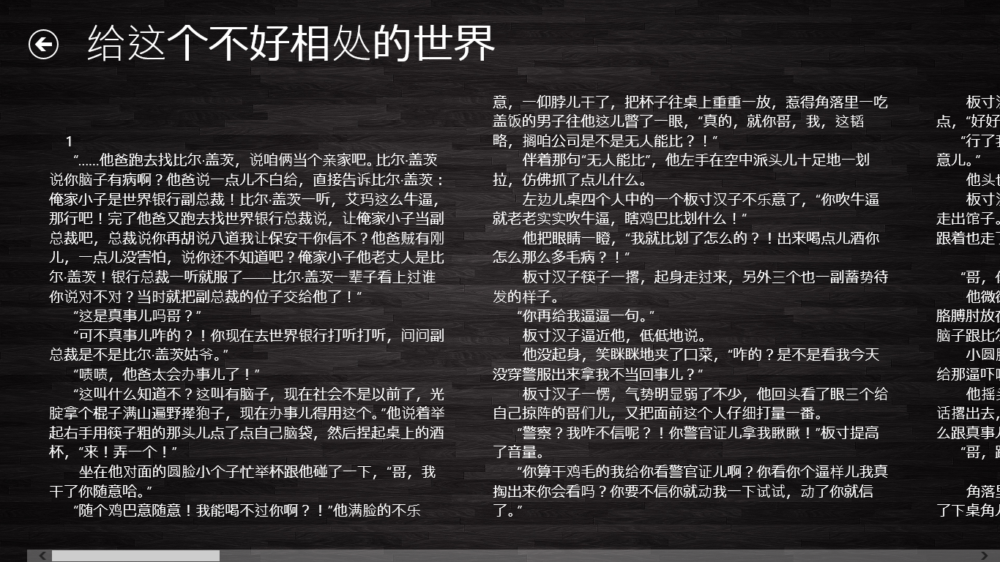 给这个不好相处的世界
1
“……他爸跑去找比尔·盖茨，说咱俩当个亲家吧。比尔·盖茨
说你脑子有病啊？他爸说一点儿不白给，直接告诉比尔·盖茨：
俺家小子是世界银行副总裁！比尔·盖茨一听，艾玛这么牛逼，
那行吧！完了他爸又跑去找世界银行总裁说，让俺家小子当副
总裁吧，总裁说你再胡说八道我让保安干你信不？他爸贼有刚
儿，一点儿没害怕，说你还不知道吧？俺家小子他老丈人是比
尔·盖茨！银行总裁一听就服了——比尔·盖茨一辈子看上过谁
你说对不对？当时就把副总裁的位子交给他了！”
“这是真事儿吗哥？”
“可不真事儿咋的？！你现在去世界银行打听打听，问问副
总裁是不是比尔·盖茨姑爷。”
“啧啧，他爸太会办事儿了！”
“这叫什么知道不？这叫有脑子，现在社会不是以前了，光
腚拿个棍子满山遍野撵狍子，现在办事儿得用这个。”他说着举
起右手用筷子粗的那头儿点了点自己脑袋，然后捏起桌上的酒
杯，“来！弄一个！”
坐在他对面的圆脸小个子忙举杯跟他碰了一下，“哥，我
干了你随意哈。”
“随个鸡巴意随意！我能喝不过你啊？！”他满脸的不乐
意，一仰脖儿干了，把杯子往桌上重重一放，惹得角落里一吃
盖饭的男子往他这儿瞥了一眼，“真的，就你哥，我，这韬
略，搁咱公司是不是无人能比？！”
伴着那句“无人能比”，他左手在空中派头儿十足地一划
拉，仿佛抓了点儿什么。
左边儿桌四个人中的一个板寸汉子不乐意了，“你吹牛逼
就老老实实吹牛逼，瞎鸡巴比划什么！”
他把眼睛一瞪，“我就比划了怎么的？！出来喝点儿酒你
怎么那么多毛病？！”
板寸汉子筷子一撂，起身走过来，另外三个也一副蓄势待
发的样子。
“你再给我逼逼一句。”
板寸汉子逼近他，低低地说。
他没起身，笑眯眯地夹了口菜，“咋的？是不是看我今天
没穿警服出来拿我不当回事儿？”
板寸汉子一愣，气势明显弱了不少，他回头看了眼三个给
自己掠阵的哥们儿，又把面前这个人仔细打量一番。
“警察？我咋不信呢？！你警官证儿拿我瞅瞅！”板寸提高
了音量。
“你算干鸡毛的我给你看警官证儿啊？你看你个逼样儿我真
掏出来你会看吗？你要不信你就动我一下试试，动了你就信
了。”
板寸
点，“好好
“行了我
意儿。”
他头也
板寸汉
走出馆子。
跟着也走了
“哥，你
他微微
胳膊肘放在
脑子跟比尔
小圆脸
给那逼吓
他摇头
话撂出去，
么跟真事儿
“哥，跟
角落里
了下桌角儿